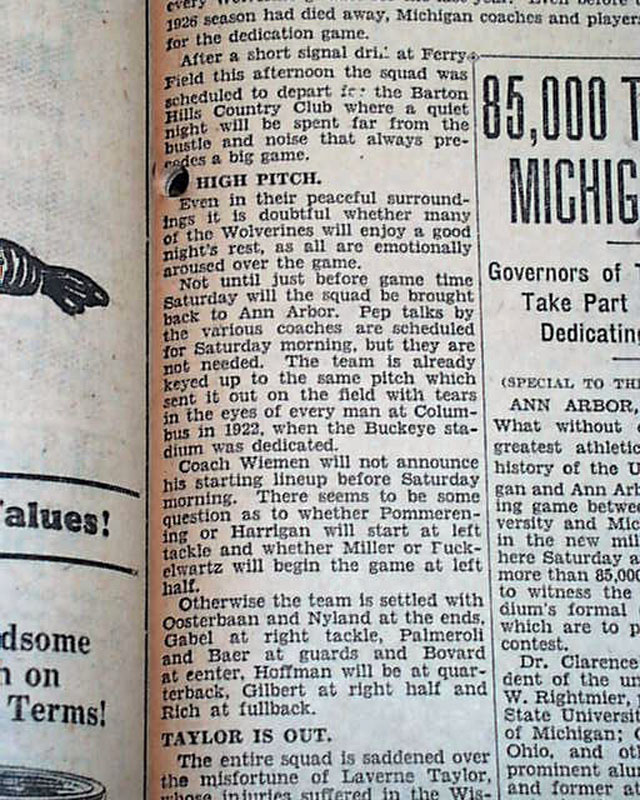 1926 season had died away, Michigan coaches and player
for the dedication game.
After a short signal dri.: at Ferry
Field this afternoon the squad was
scheduled to depart for the Barton
Hills Country Club where a quiet
night will be spent far from the
bustle and noise that always pre-
cedes a big game.
HIGH PITCH.
Even in their peaceful surround-
ings it is doubtful whether many
of the Wolverines will enjoy a good
night's rest, as all are emotionally
aroused over the game.
Not until just before game time
Saturday will the squad be brought
back to Ann Arbor. Pep talks by
the various coaches are scheduled
for Saturday morning, but they are
not needed. The team is already
keyed up to the same pitch which
sent it out on the field with tears
in the eyes of every man at Colum-
bus in 1922, when the Buckeye sta-
dium was dedicated.
Coach Wiemen will not announce
his starting lineup before Saturday
morning. There seems to be some
question as to whether Pommeren-
ing or Harrigan will start at left
tackle and whether Miller or Fuck-
elwartz will begin the game at left
half.
Otherwise the team is settled with
Oosterbaan and Nyland at the ends,
Gabel at right tackle, Palmeroli
and Baer at guards and Bovard
at center, Hoffman will be at quar-
terback, Gilbert at right half and
Rich at fullback.
TAYLOR IS OUT.
The entire squad is saddened over
the misfortune of Laverne Taylor,
whose injuries suffered in the Wis-
85,000 T
MICHIG
Governors of T
Take Part
Dedicating
(SPECIAL TO TH
ANN ARBOR,
What without
greatest athletic
history of the U
gan and Ann Arb
ing game betwee
versity and Mic
in the new mil
here Saturday a
more than 85,000
to witness the
dium's formal
which are to p
contest.
Dr. Clarence
dent of the un
W. Rightmier,
State Universit
of Michigan; G
Ohio, and oth
prominent alum
and former a
alues!
dsome
n on
Terms!